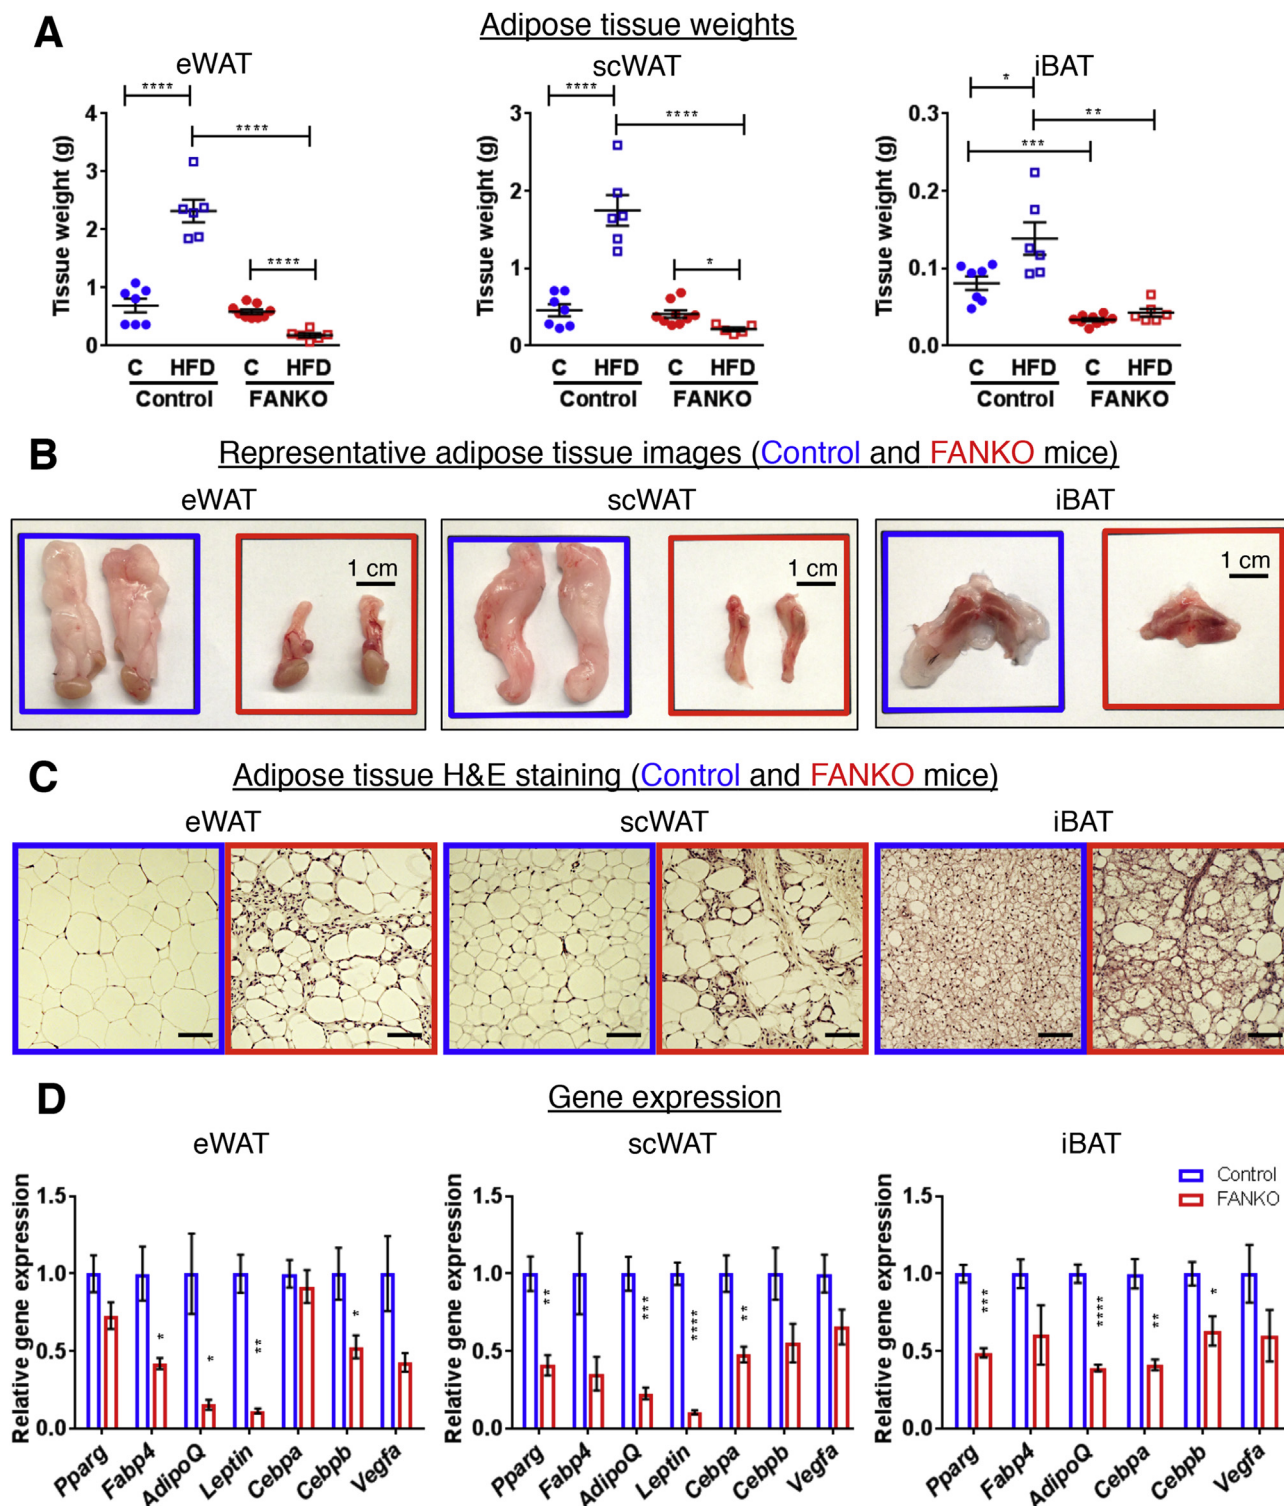 A
Adipose tissue weights
eWAT
scWAT
iBAT
Tissue weight (g)
4
3
2
1
0
****
****
****
C HFD C HFD
Control FANKO
Tissue weight (g)
3
2
1
0
****
****
*
C HFD C HFD
Control FANKO
Tissue weight (g)
0.3
0.2
0.1
0.0
*
**
***
C HFD C HFD
Control FANKO
B
Representative adipose tissue images (Control and FANKO mice)
eWAT
scWAT
iBAT
1 cm
1 cm
1 cm
C
Adipose tissue H&E staining (Control and FANKO mice)
eWAT
scWAT
iBAT
D
Gene expression
eWAT
scWAT
iBAT
Control
FANKO
Relative gene expression
1.5
1.0
0.5
0.0
*
*
**
*
Pparg Fabp4 AdipoQ Leptin Cebpa Cebpb Vegfa
Relative gene expression
1.5
1.0
0.5
0.0
**
***
****
**
Pparg Fabp4 AdipoQ Leptin Cebpa Cebpb Vegfa
Relative gene expression
1.5
1.0
0.5
0.0
***
****
**
*
Pparg Fabp4 AdipoQ Cebpa Cebpb Vegfa